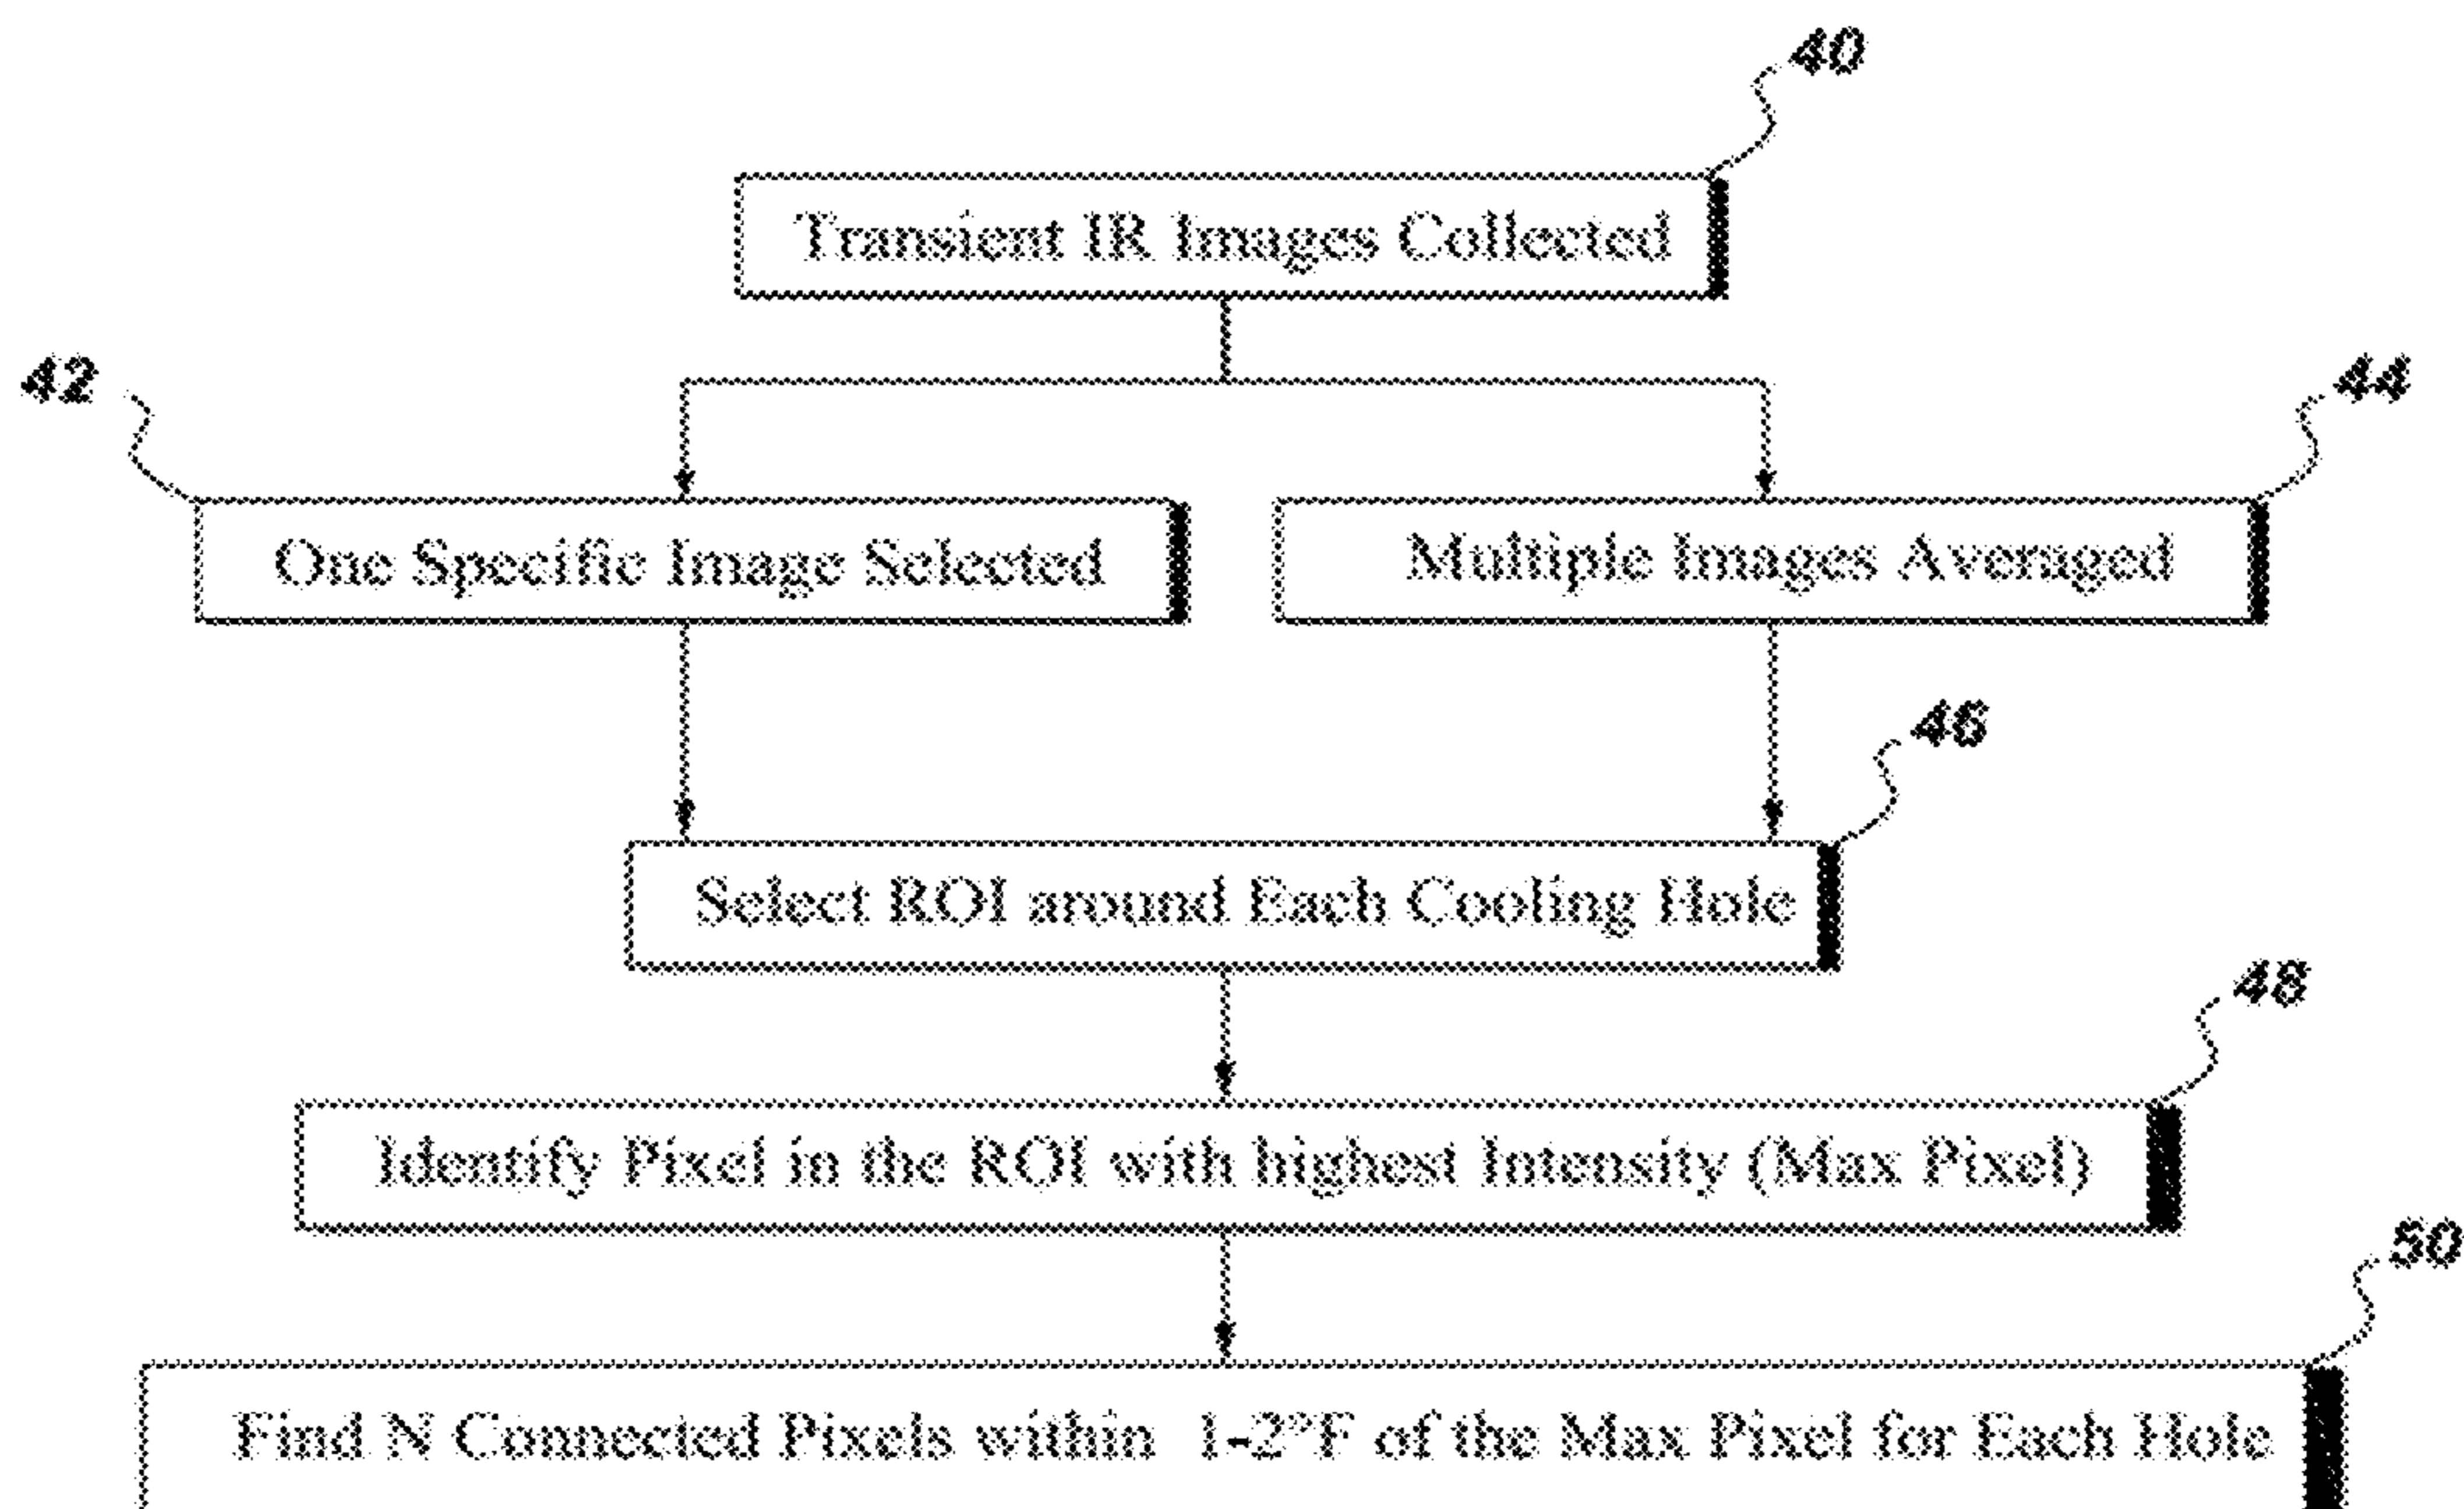 40
Transient IR Images Collected
42
44
One Specific Image Selected
Multiple Images Averaged
46
Select ROI around Each Cooling Hole
48
Identify Pixel in the ROI with highest Intensity (Max Pixel)
50
Find N Connected Pixels within 1-2°F of the Max Pixel for Each Hole